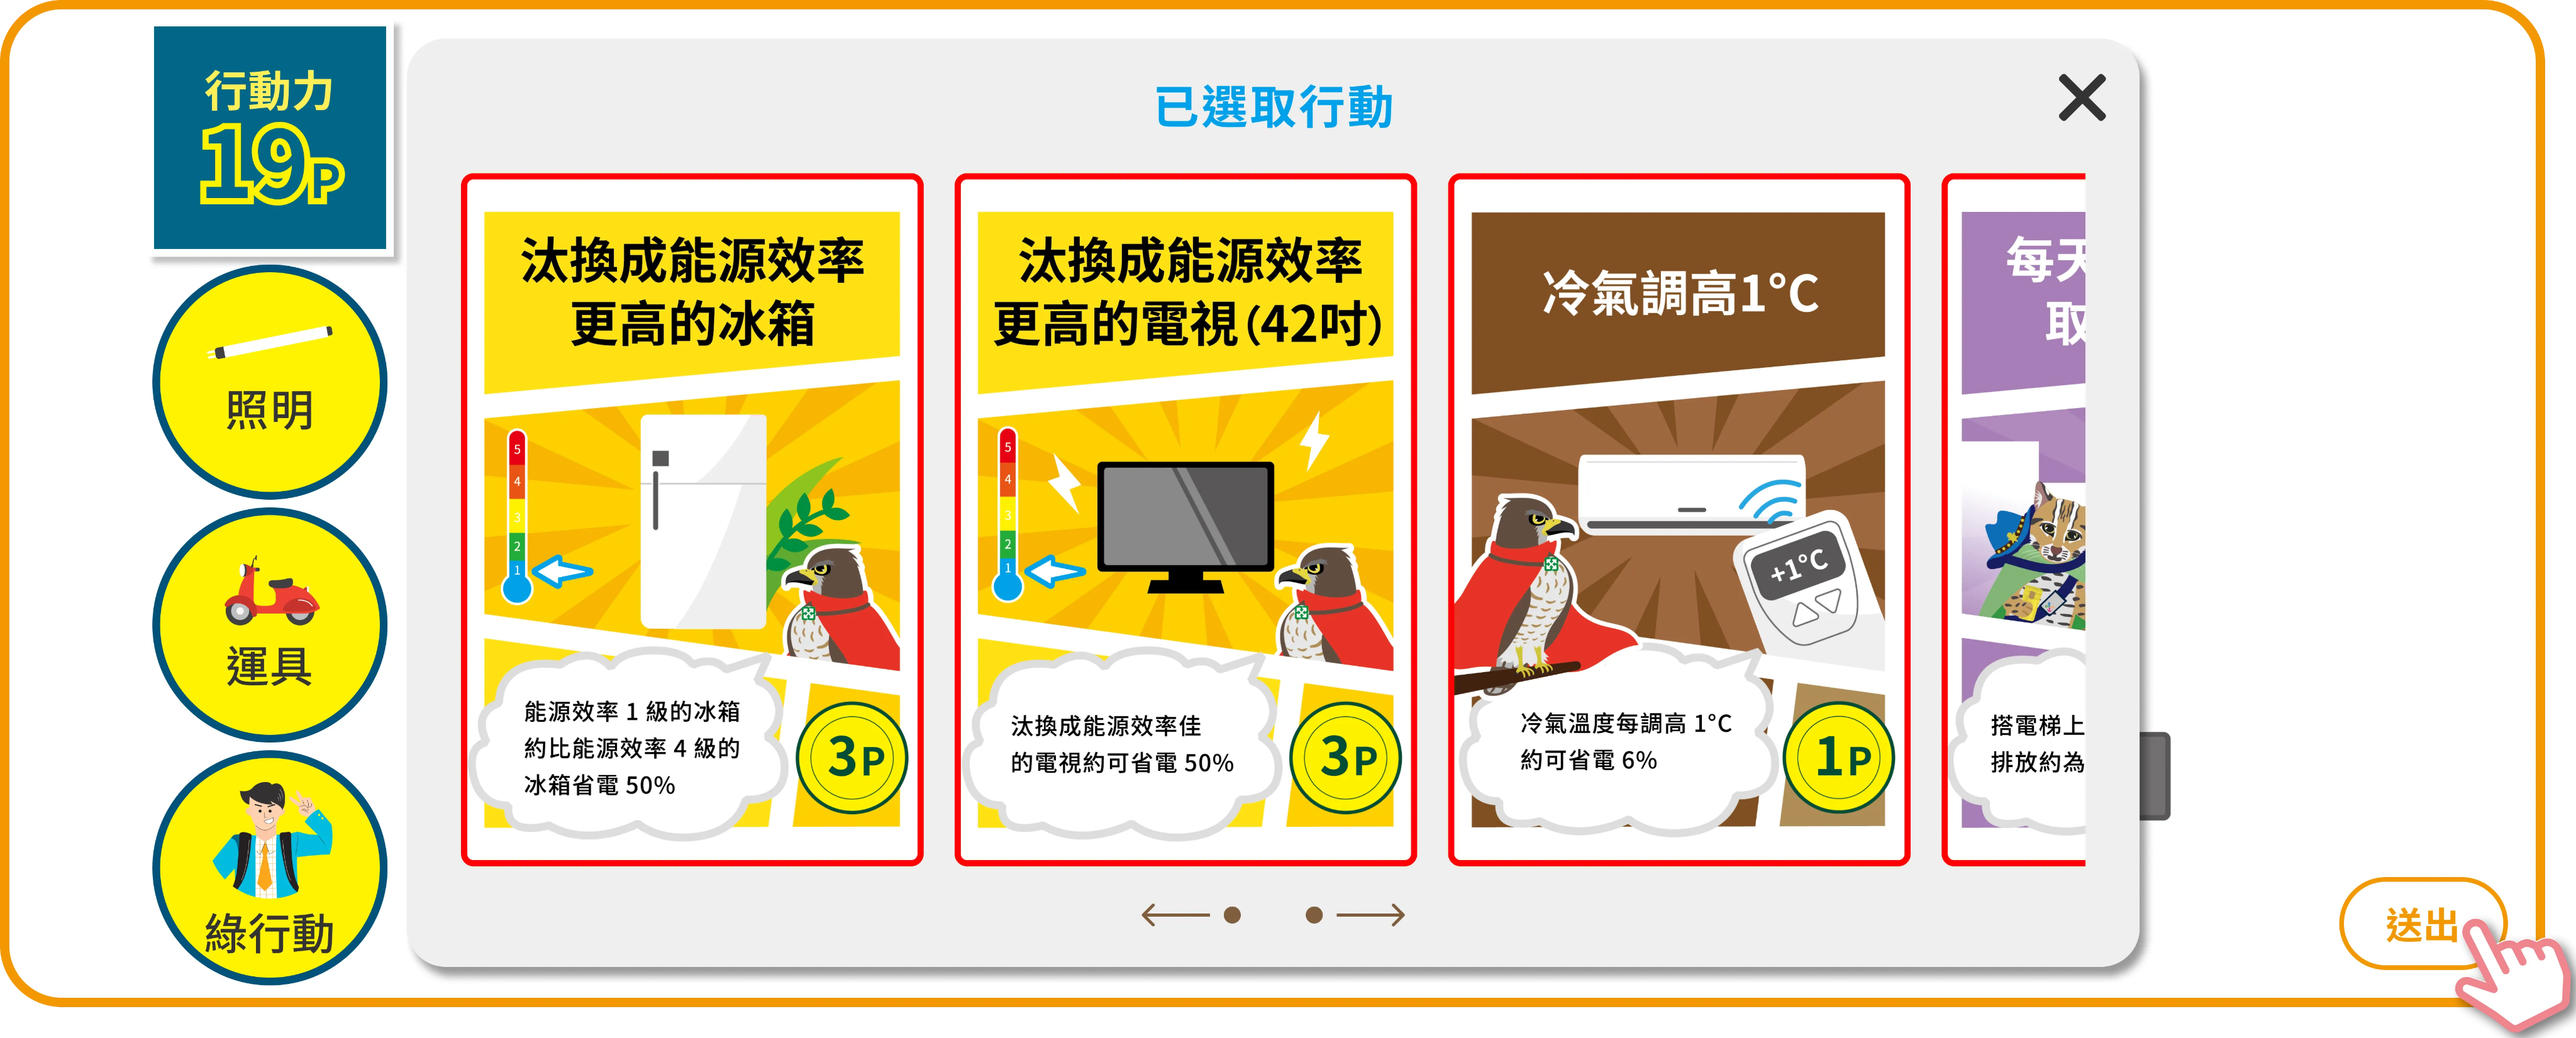 行動力
19P
照明
運具
綠行動
已選取行動
汰換成能源效率
更高的冰箱
5
4
3
2
1
能源效率 1 級的冰箱
約比能源效率 4 級的
冰箱省電 50%
3P
汰換成能源效率
更高的電視(42吋)
5
4
3
2
1
汰換成能源效率佳
的電視約可省電 50%
3P
冷氣調高1°C
+1°C
冷氣溫度每調高 1°C
約可省電 6%
1P
每天
取
搭電梯上
排放約為
送出